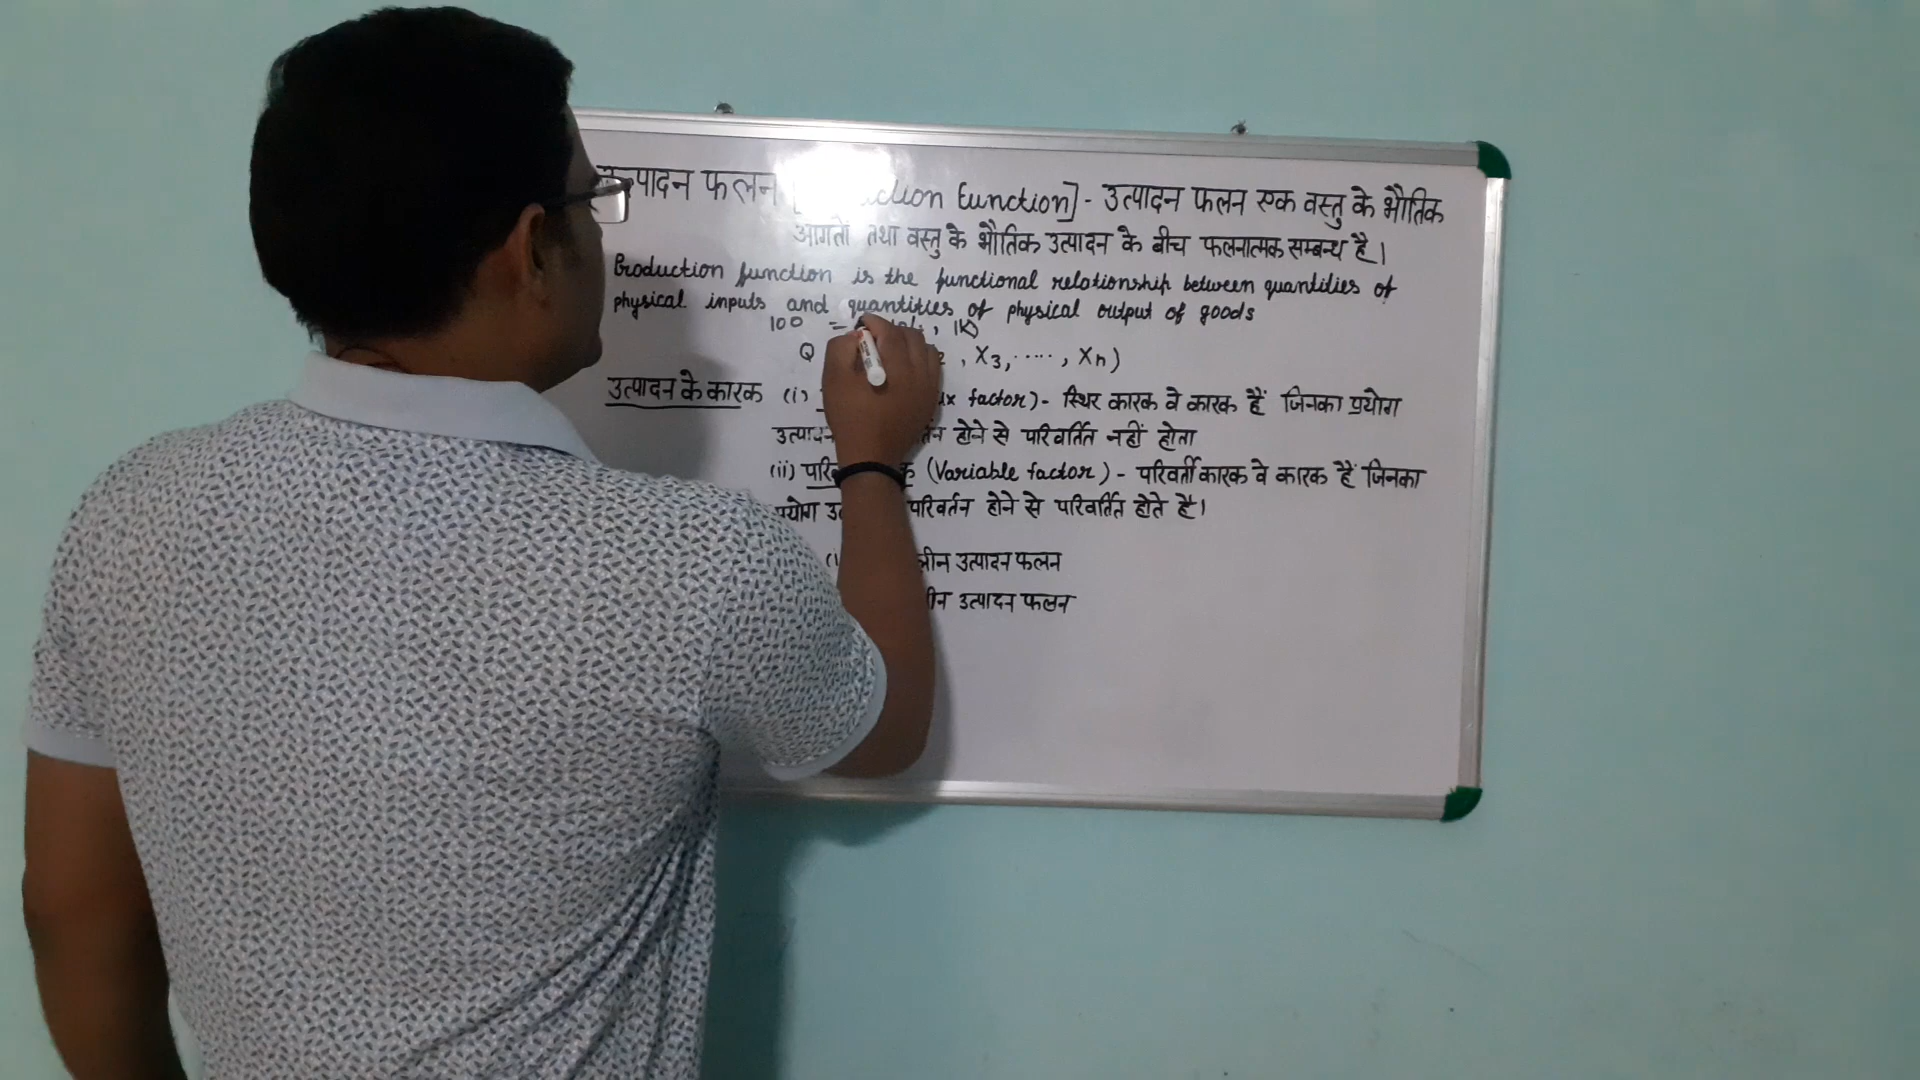 उत्पादन फलन [ction Function] - उत्पादन फलन एक वस्तु के भौतिक
आगतों तथा वस्तु के भौतिक उत्पादन के बीच फलनात्मक सम्बन्ध है।
Production function is the functional relationship between quantities of
physical inputs and quantities of physical output of goods
100 = , 1K)
Q , X3, ....., Xn)
उत्पादन के कारक (i) factor) - स्थिर कारक वे कारक हैं जिनका प्रयोग
होने से परिवर्तित नहीं होता
(ii) (Variable factor) - परिवर्ती कारक वे कारक हैं जिनका
प्रयोग परिवर्तन होने से परिवर्तित होते है।
उत्पादन फलन
उत्पादन फलन